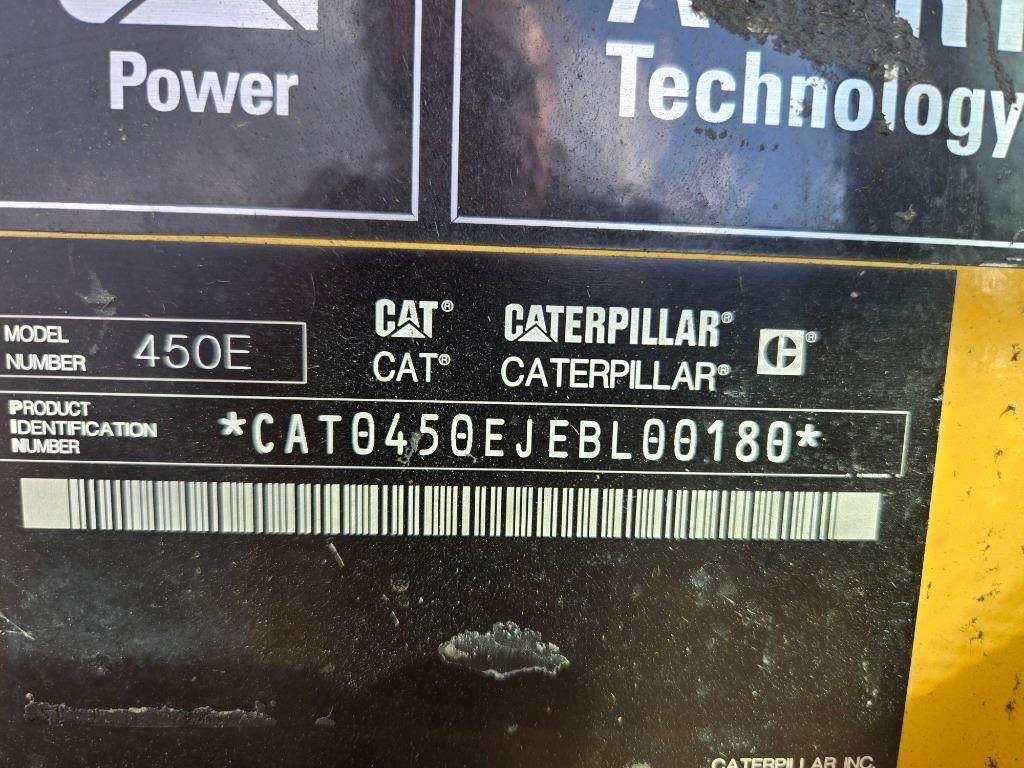 Power
Technology
MODEL
NUMBER
450E
CAT® CATERPILLAR®
CAT® CATERPILLAR®
PRODUCT
IDENTIFICATION
NUMBER
*CAT0450EJEBL00180*
CATERPILLAR INC.